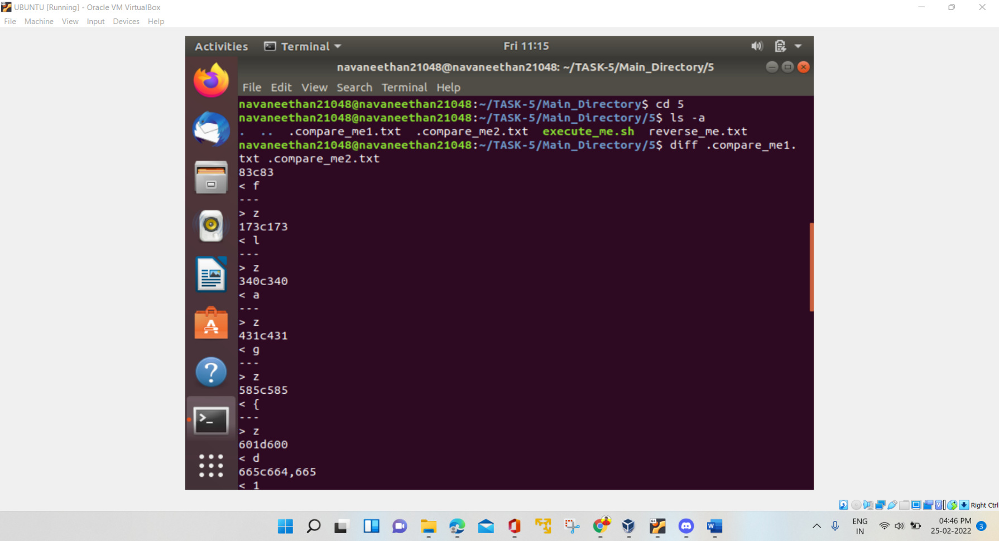 UBUNTU [Running] - Oracle VM VirtualBox
File Machine View Input Devices Help
Activities Terminal Fri 11:15
navaneethan21048@navaneethan21048: ~/TASK-5/Main_Directory/5
File Edit View Search Terminal Help
navaneethan21048@navaneethan21048:~/TASK-5/Main_Directory$ cd 5
navaneethan21048@navaneethan21048:~/TASK-5/Main_Directory/5$ ls -a
. .. .compare_me1.txt .compare_me2.txt execute_me.sh reverse_me.txt
navaneethan21048@navaneethan21048:~/TASK-5/Main_Directory/5$ diff .compare_me1.
txt .compare_me2.txt
83c83
< f
---
> z
173c173
< l
---
> z
340c340
< a
---
> z
431c431
< g
---
> z
585c585
< {
---
> z
601d600
< d
665c664,665
< 1
Right Ctrl
ENG
IN
04:46 PM
25-02-2022
3